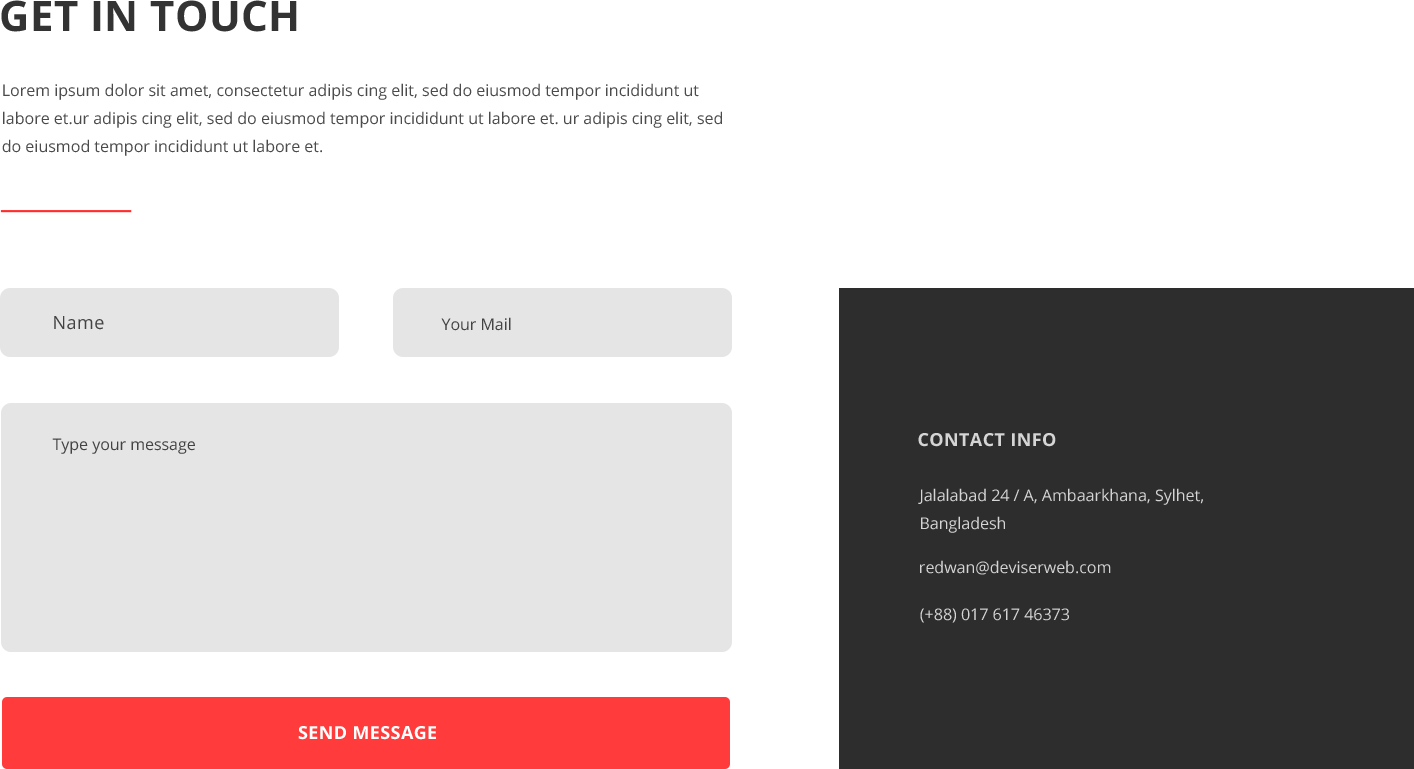 GET IN TOUCH
Lorem ipsum dolor sit amet, consectetur adipis cing elit, sed do eiusmod tempor incididunt ut
labore et.ur adipis cing elit, sed do eiusmod tempor incididunt ut labore et. ur adipis cing elit, sed
do eiusmod tempor incididunt ut labore et.
Name
Your Mail
Type your message
SEND MESSAGE
CONTACT INFO
Jalalabad 24 / A, Ambaarkhana, Sylhet,
Bangladesh
redwan@deviserweb.com
(+88) 017 617 46373